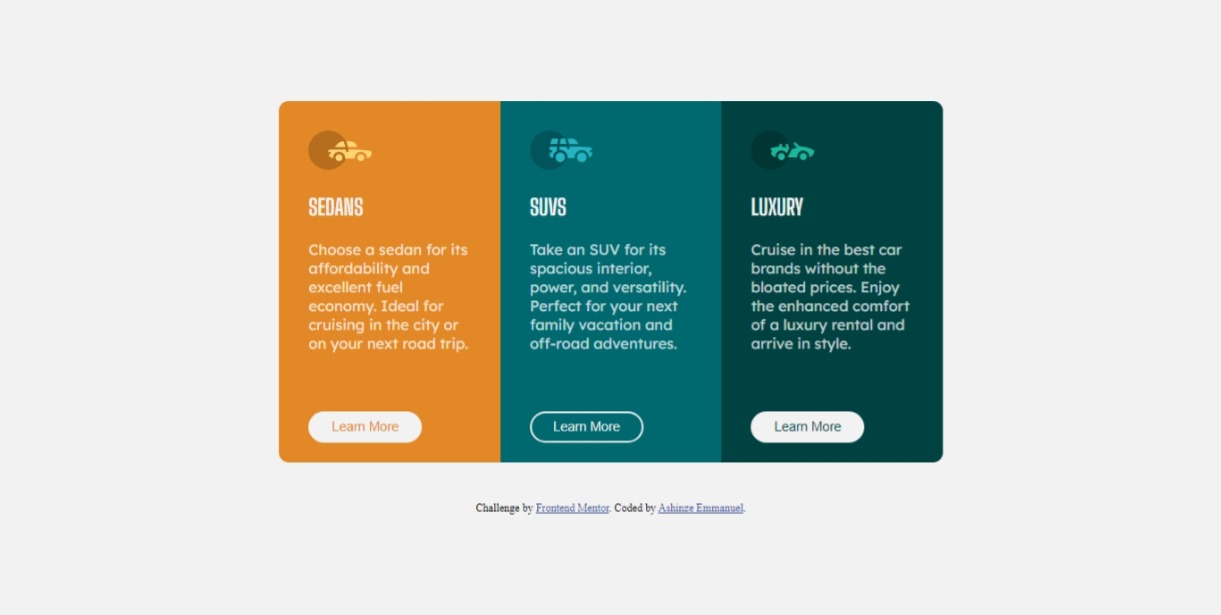 SEDANS
Choose a sedan for its
affordability and
excellent fuel
economy. Ideal for
cruising in the city or
on your next road trip.
Learn More
SUVS
Take an SUV for its
spacious interior,
power, and versatility.
Perfect for your next
family vacation and
off-road adventures.
Learn More
LUXURY
Cruise in the best car
brands without the
bloated prices. Enjoy
the enhanced comfort
of a luxury rental and
arrive in style.
Learn More
Challenge by Frontend Mentor. Coded by Ashinze Emmanuel.